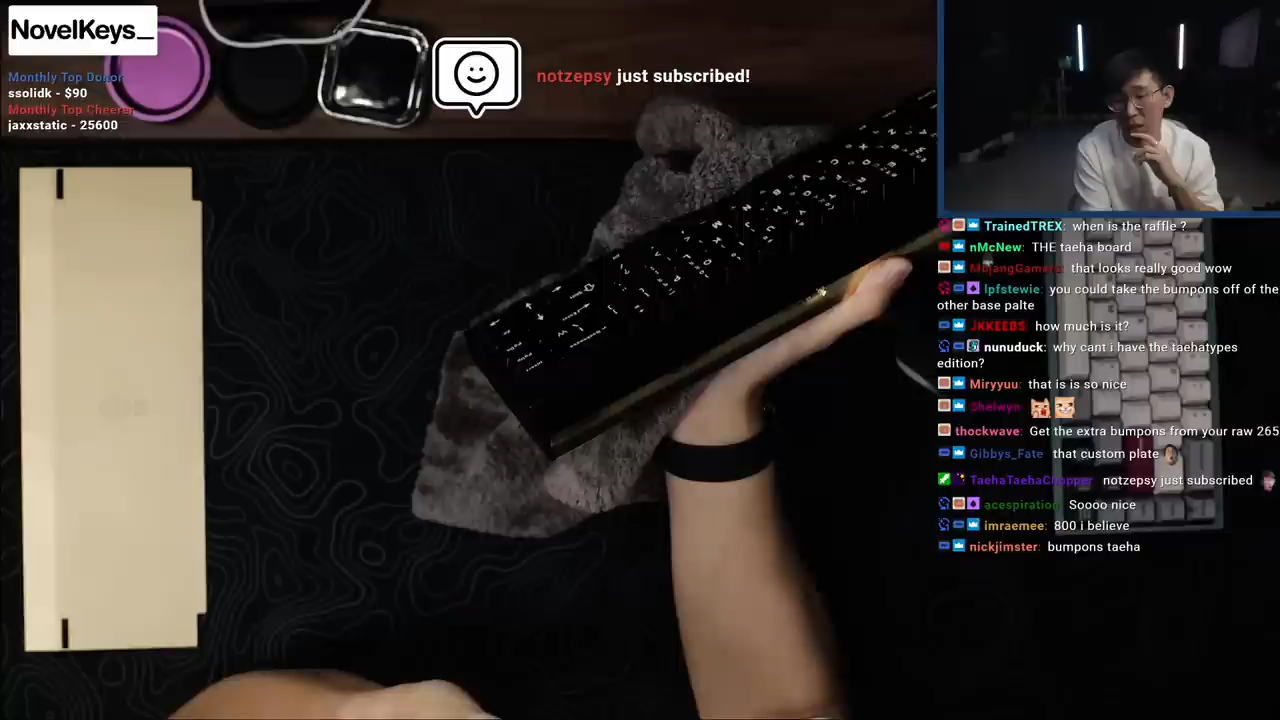 NovelKeys_
Monthly Top Donor
ssolidk - $90
Monthly Top Cheerer
jaxxstatic - 25600
notzepsy just subscribed!
TrainedTREX: when is the raffle ?
nMcNew: THE taeha board
that looks really good wow
lpfstewie: you could take the bumpons off of the
other base palte
JKKEEBS how much is it?
nunuduck: why cant i have the taehatypes
edition?
Miryyuu: that is is so nice
Shelwyn
thockwave: Get the extra bumpons from your raw 265
Gibbys_Fate that custom plate
TaehaTaehaChopper notzepsy just subscribed
acespiration: Soooo nice
imraemee: 800 i believe
nickjimster: bumpons taeha